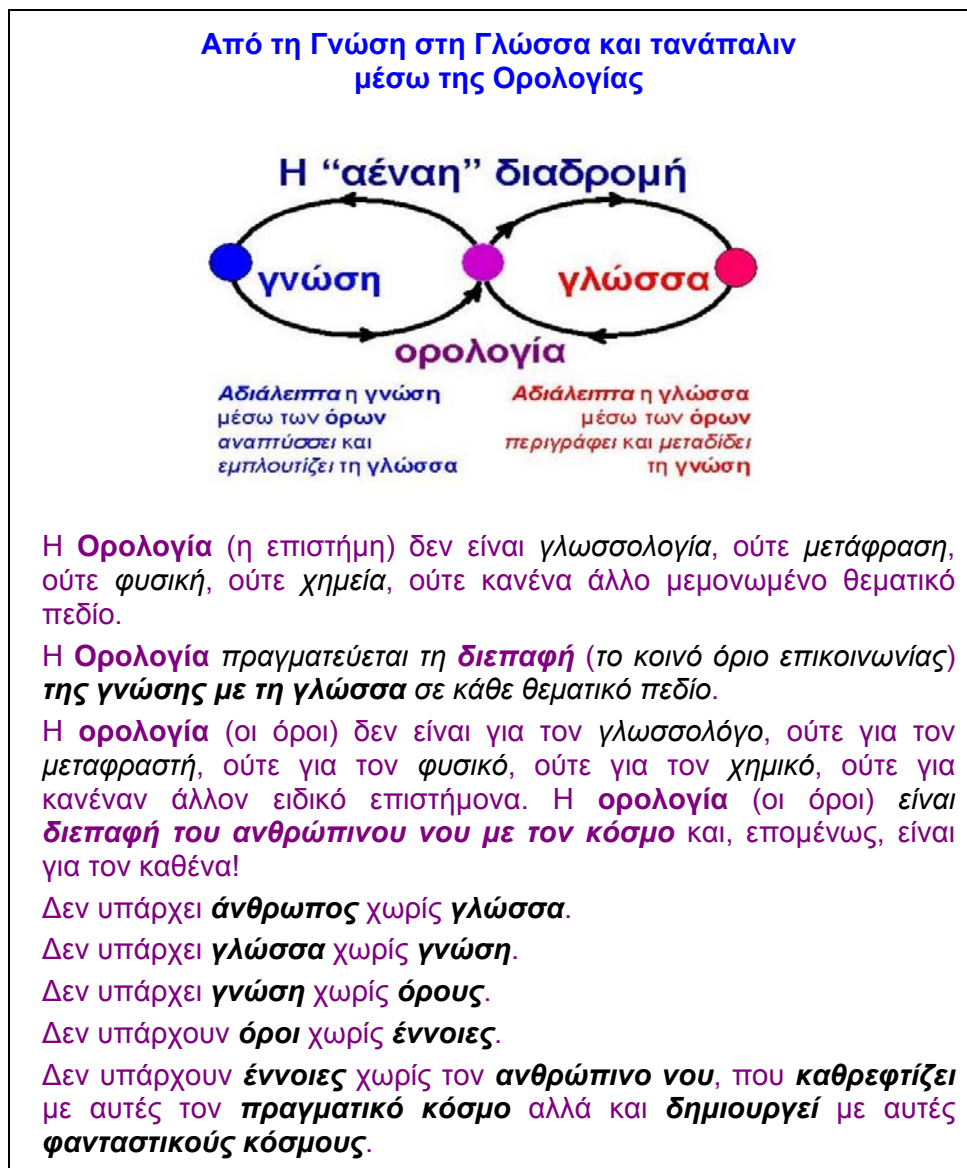 Από τη Γνώση στη Γλώσσα και τανάπαλιν
μέσω της Ορολογίας
Η “αέναη” διαδρομή
γνώση
γλώσσα
ορολογία
Αδιάλειπτα η γνώση
μέσω των όρων
αναπτύσσει και
εμπλουτίζει τη γλώσσα
Αδιάλειπτα η γλώσσα
μέσω των όρων
περιγράφει και μεταδίδει
τη γνώση
Η Ορολογία (η επιστήμη) δεν είναι γλωσσολογία, ούτε μετάφραση,
ούτε φυσική, ούτε χημεία, ούτε κανένα άλλο μεμονωμένο θεματικό
πεδίο.
Η Ορολογία πραγματεύεται τη διεπαφή (το κοινό όριο επικοινωνίας)
της γνώσης με τη γλώσσα σε κάθε θεματικό πεδίο.
Η ορολογία (οι όροι) δεν είναι για τον γλωσσολόγο, ούτε για τον
μεταφραστή, ούτε για τον φυσικό, ούτε για τον χημικό, ούτε για
κανέναν άλλον ειδικό επιστήμονα. Η ορολογία (οι όροι) είναι
διεπαφή του ανθρώπινου νου με τον κόσμο και, επομένως, είναι
για τον καθένα!
Δεν υπάρχει άνθρωπος χωρίς γλώσσα.
Δεν υπάρχει γλώσσα χωρίς γνώση.
Δεν υπάρχει γνώση χωρίς όρους.
Δεν υπάρχουν όροι χωρίς έννοιες.
Δεν υπάρχουν έννοιες χωρίς τον ανθρώπινο νου, που καθρεφτίζει
με αυτές τον πραγματικό κόσμο αλλά και δημιουργεί με αυτές
φανταστικούς κόσμους.